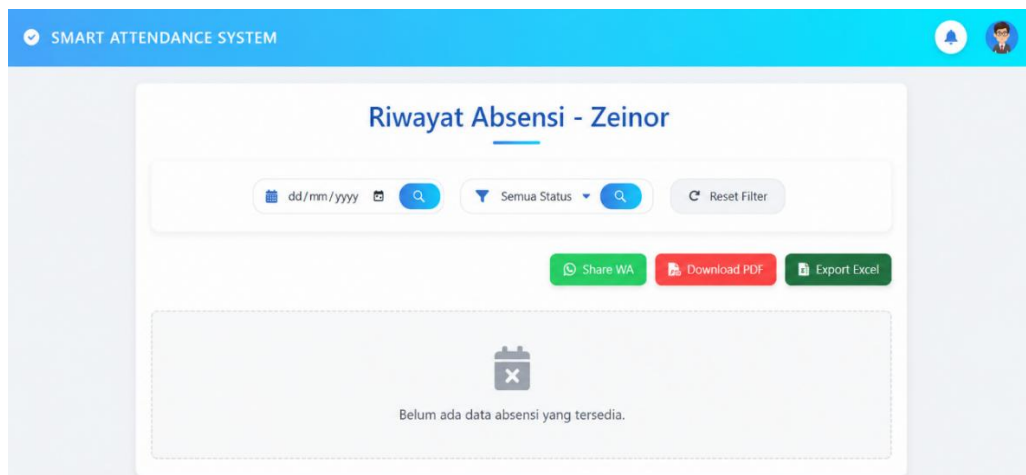 SMART ATTENDANCE SYSTEM
Riwayat Absensi - Zeinor
dd/mm/yyyy
Semua Status
Reset Filter
Share WA
Download PDF
Export Excel
Belum ada data absensi yang tersedia.